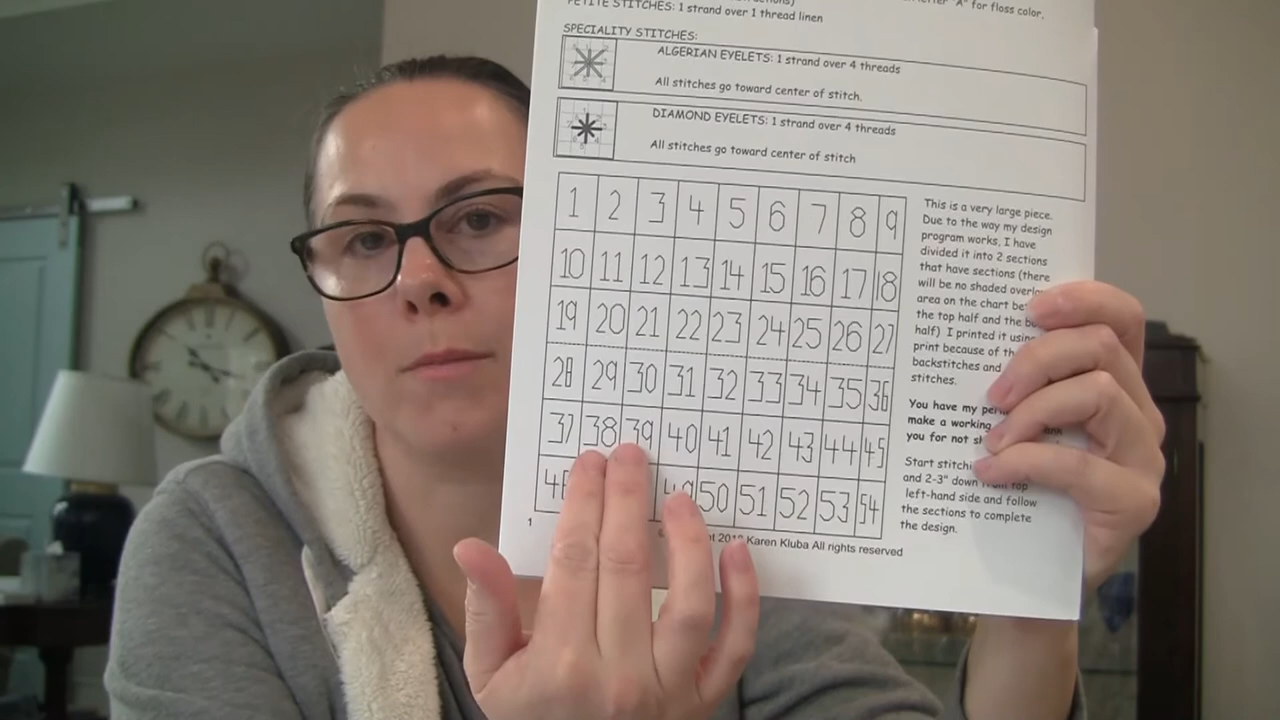 "A" for floss color.
PETITE STITCHES: 1 strand over 1 thread linen
SPECIALITY STITCHES:
ALGERIAN EYELETS: 1 strand over 4 threads
All stitches go toward center of stitch.
DIAMOND EYELETS: 1 strand over 4 threads
All stitches go toward center of stitch
1 2 3 4 5 6 7 8 9
10 11 12 13 14 15 16 17 18
19 20 21 22 23 24 25 26 27
28 29 30 31 32 33 34 35 36
37 38 39 40 41 42 43 44 45
50 51 52 53 54
This is a very large piece.
Due to the way my design
program works, I have
divided it into 2 sections
that have sections (there
will be no shaded
area on the chart
the top half and the
half) I printed it
print because of
backstitches and
stitches.
You have my
make a working
you for not
Start
and 2-3" down top
left-hand side and follow
the sections to complete
the design.
1
Karen Kluba All rights reserved